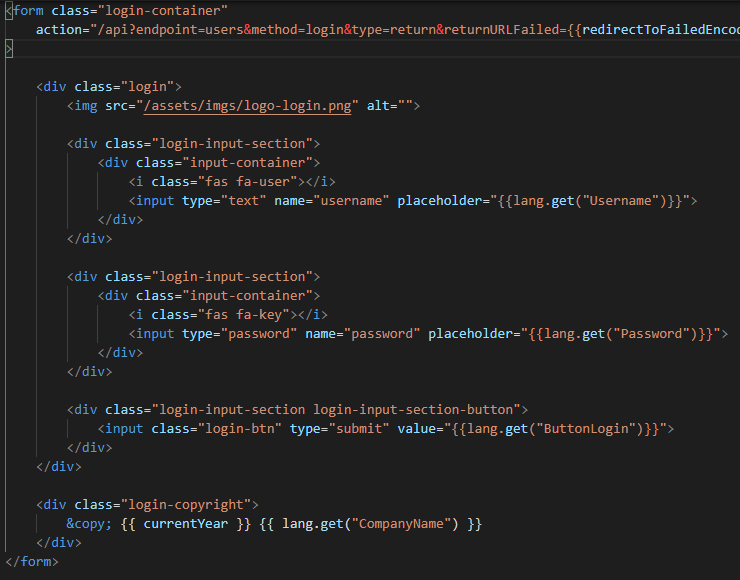 <form class="login-container"
action="/api?endpoint=users&method=login&type=return&returnURLFailed={{redirectToFailedEnco
>
<div class="login">
<img src="/assets/imgs/logo-login.png" alt="">
<div class="login-input-section">
<div class="input-container">
<i class="fas fa-user"></i>
<input type="text" name="username" placeholder="{{lang.get("Username")}}">
</div>
</div>
<div class="login-input-section">
<div class="input-container">
<i class="fas fa-key"></i>
<input type="password" name="password" placeholder="{{lang.get("Password")}}">
</div>
</div>
<div class="login-input-section login-input-section-button">
<input class="login-btn" type="submit" value="{{lang.get("ButtonLogin")}}">
</div>
</div>
<div class="login-copyright">
&copy; {{ currentYear }} {{ lang.get("CompanyName") }}
</div>
</form>